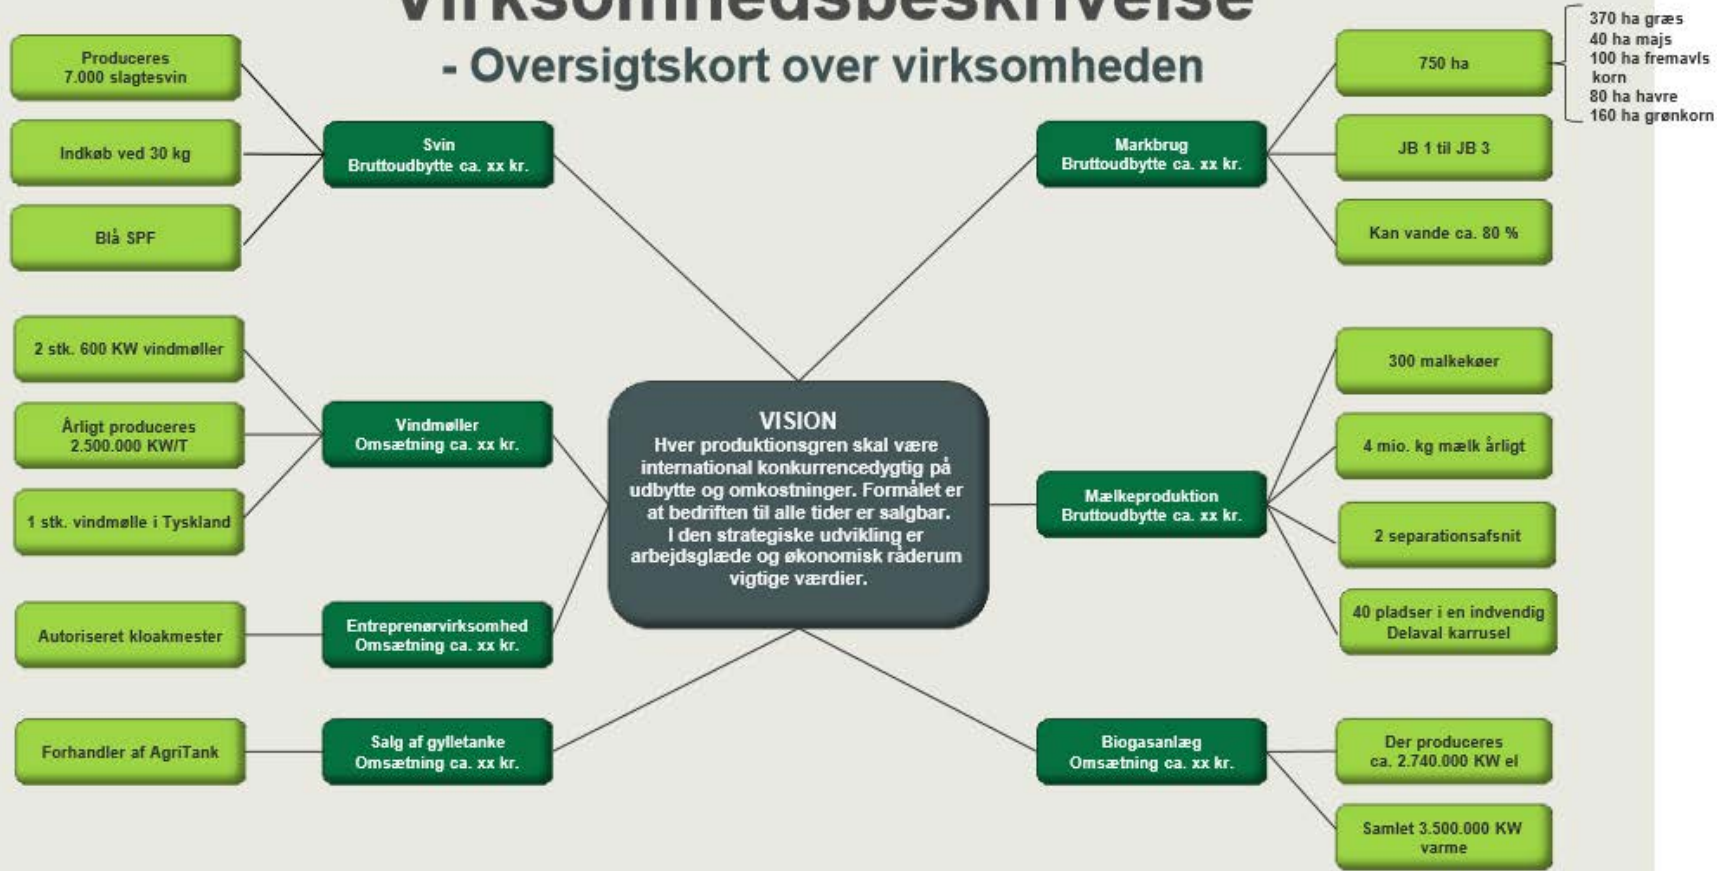 Virksomhedsbeskrivelse
- Oversigtskort over virksomheden
Produceres
7.000 slagtesvin
Indkøb ved 30 kg
Blå SPF
Svin
Bruttoudbytte ca. xx kr.
2 stk. 600 KW vindmøller
Årligt produceres
2.500.000 KW/T
1 stk. vindmølle i Tyskland
Vindmøller
Omsætning ca. xx kr.
Autoriseret kloakmester
Entreprenørvirksomhed
Omsætning ca. xx kr.
Forhandler af AgriTank
Salg af gylletanke
Omsætning ca. xx kr.
VISION
Hver produktionsgren skal være
international konkurrencedygtig på
udbytte og omkostninger. Formålet er
at bedriften til alle tider er salgbar.
I den strategiske udvikling er
arbejdsglæde og økonomisk råderum
vigtige værdier.
Markbrug
Bruttoudbytte ca. xx kr.
750 ha
370 ha græs
40 ha majs
100 ha fremavls
korn
80 ha havre
160 ha grønkorn
JB 1 til JB 3
Kan vande ca. 80 %
Mælkeproduktion
Bruttoudbytte ca. xx kr.
300 malkekøer
4 mio. kg mælk årligt
2 separationsafsnit
40 pladser i en indvendig
Delaval karrusel
Biogasanlæg
Omsætning ca. xx kr.
Der produceres
ca. 2.740.000 KW el
Samlet 3.500.000 KW
varme